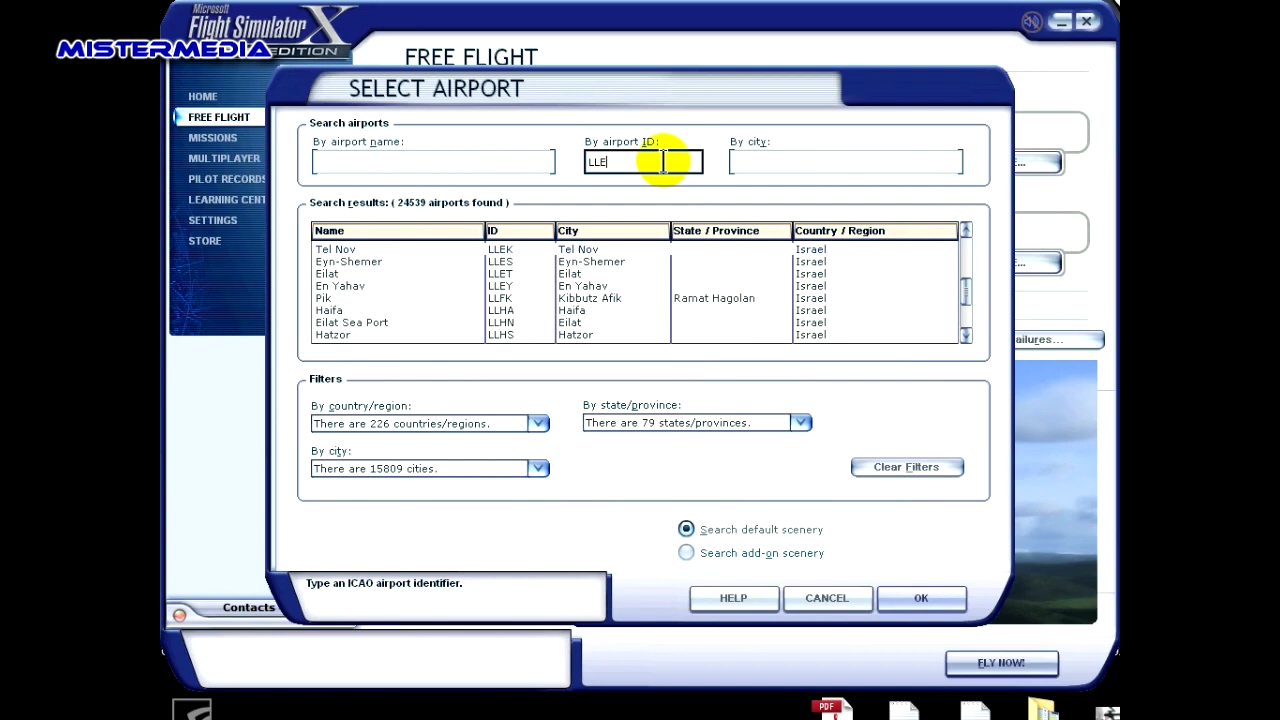 Microsoft
Flight Simulator X
EDITION
MISTERMEDIA
FREE FLIGHT
HOME
FREE FLIGHT
MISSIONS
MULTIPLAYER
PILOT RECORDS
LEARNING CENT
SETTINGS
STORE
SELECT AIRPORT
Search airports
By airport name: By airport ID: By city:
LLE
Search results: ( 24539 airports found )
Name ID City State / Province Country / Region
Tel Nov LLEK Tel Nov Israel
Eyn-Shemer LLES Eyn-Shemer Israel
Eilat LLET Eilat Israel
En Yahav LLEY En Yahav Israel
Pik LLFK Kibbutz Afik Ramat Hagolan Israel
Haifa LLHA Haifa Israel
Eilat Sea Port LLHN Eilat Israel
Hatzor LLHS Hatzor Israel
Filters
By country/region: By state/province:
There are 226 countries/regions. There are 79 states/provinces.
By city:
There are 15809 cities. Clear Filters
Search default scenery
Search add-on scenery
Type an ICAO airport identifier.
HELP CANCEL OK
ailures...
Contacts
FLY NOW!
PDF